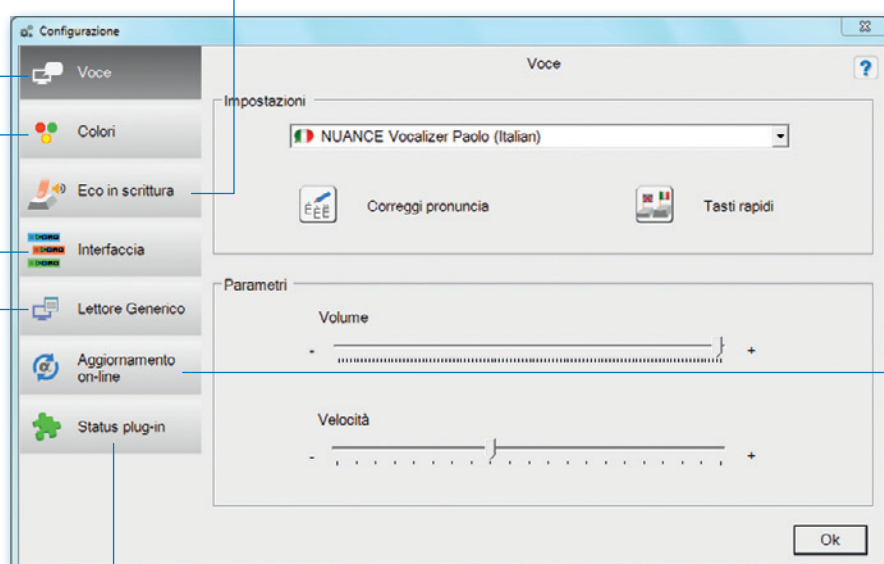 Configurazione
Voce
Voce
?
Colori
Impostazioni
NUANCE Vocalizer Paolo (Italian)
Eco in scrittura
Correggi pronuncia
Tasti rapidi
Interfaccia
Lettore Generico
Parametri
Volume
- +
Aggiornamento
on-line
Status plug-in
Velocità
- +
Ok